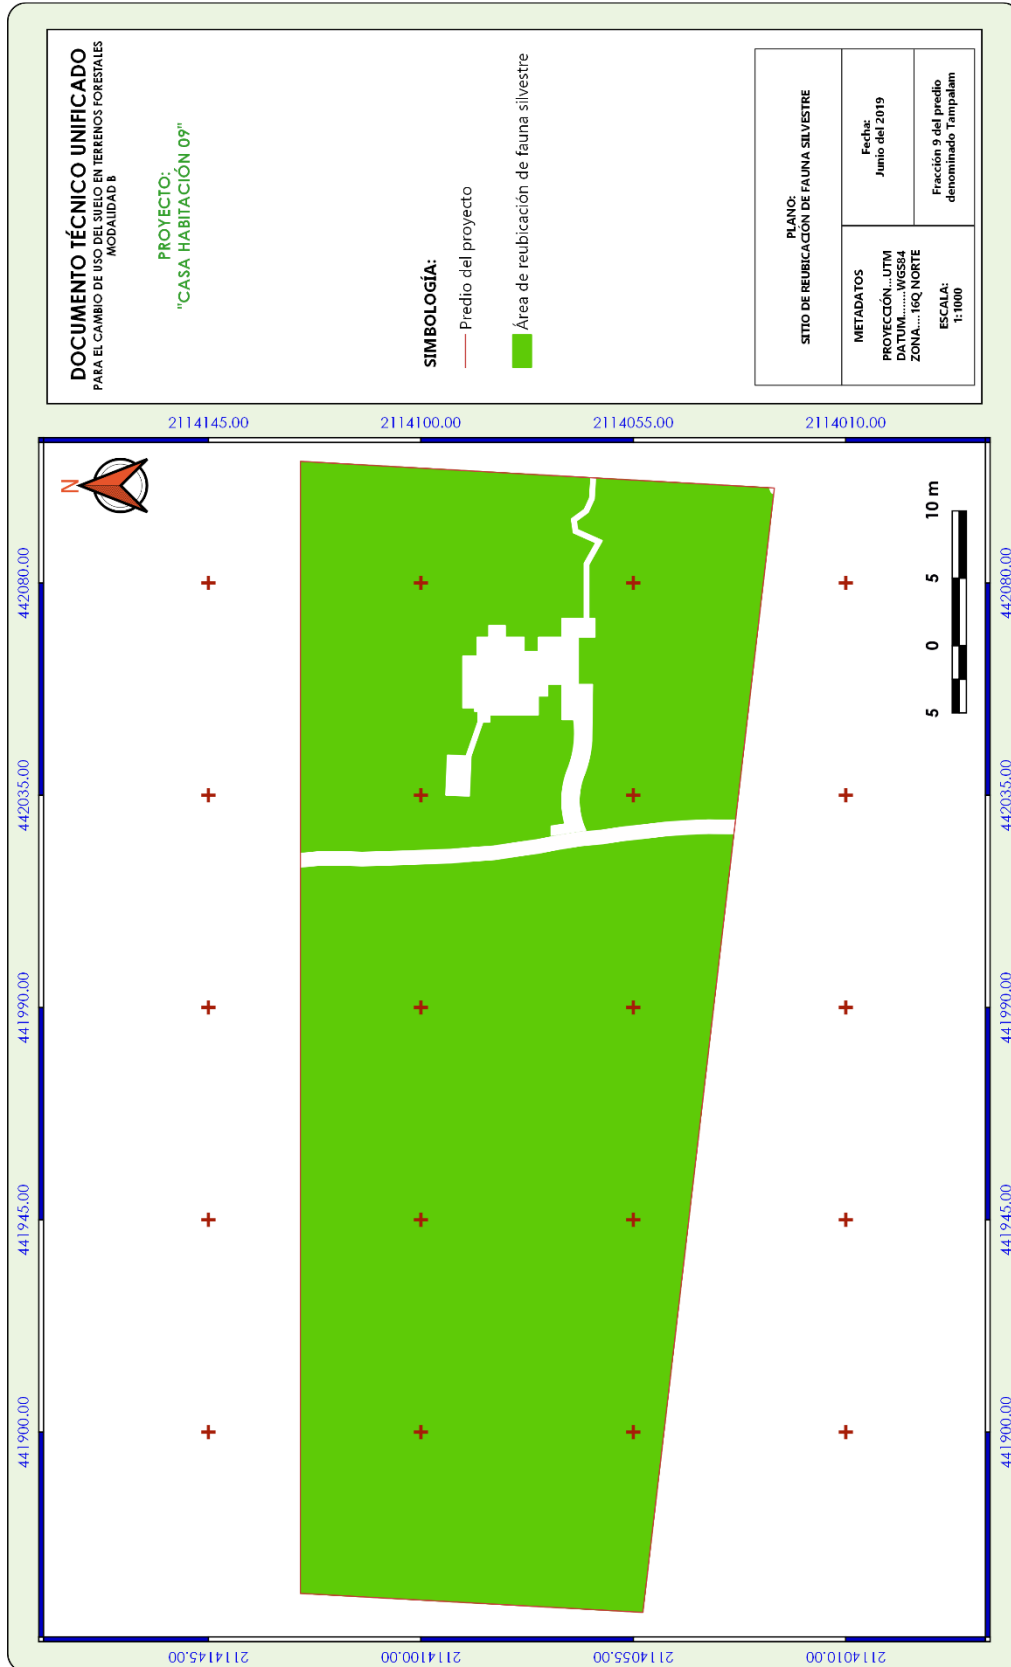 DOCUMENTO TÉCNICO UNIFICADO
PARA EL CAMBIO DE USO DEL SUELO EN TERRENOS FORESTALES
MODALIDAD B
PROYECTO:
"CASA HABITACIÓN 09"
SIMBOLOGÍA:
Predio del proyecto
Área de reubicación de fauna silvestre
PLANO:
SITIO DE REUBICACIÓN DE FAUNA SILVESTRE
METADATOS
PROYECCIÓN...UTM
DATUM........WGS84
ZONA....16Q NORTE
ESCALA:
1:1000
Fecha:
Junio del 2019
Fracción 9 del predio
denominado Tampalam
N
2114145.00
2114100.00
2114055.00
2114010.00
442080.00
442035.00
441990.00
441945.00
441900.00
442080.00
442035.00
441990.00
441945.00
441900.00
2114145.00
2114100.00
2114055.00
2114010.00
5 0 5 10 m